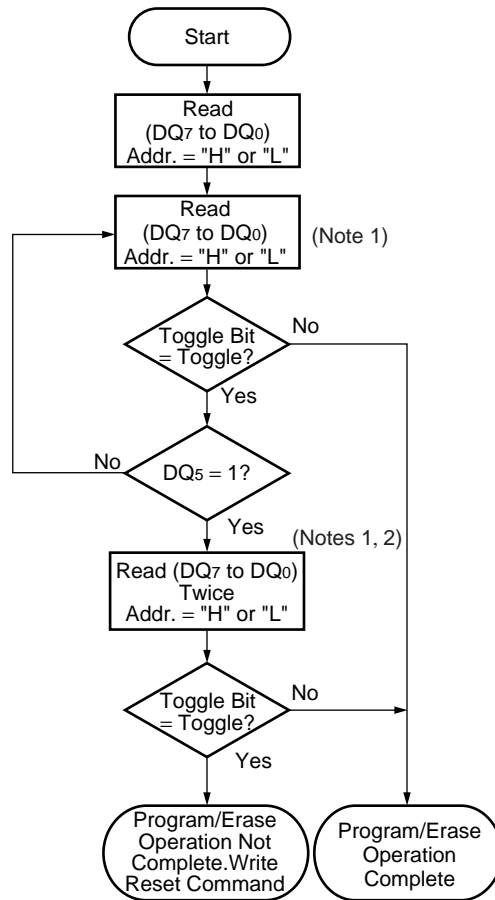 Start
Read
(DQ7 to DQ0)
Addr. = "H" or "L"
Read
(DQ7 to DQ0)
Addr. = "H" or "L"
(Note 1)
Toggle Bit
= Toggle?
No
Yes
DQ5 = 1?
No
Yes
(Notes 1, 2)
Read (DQ7 to DQ0)
Twice
Addr. = "H" or "L"
Toggle Bit
= Toggle?
No
Yes
Program/Erase
Operation Not
Complete.Write
Reset Command
Program/Erase
Operation
Complete